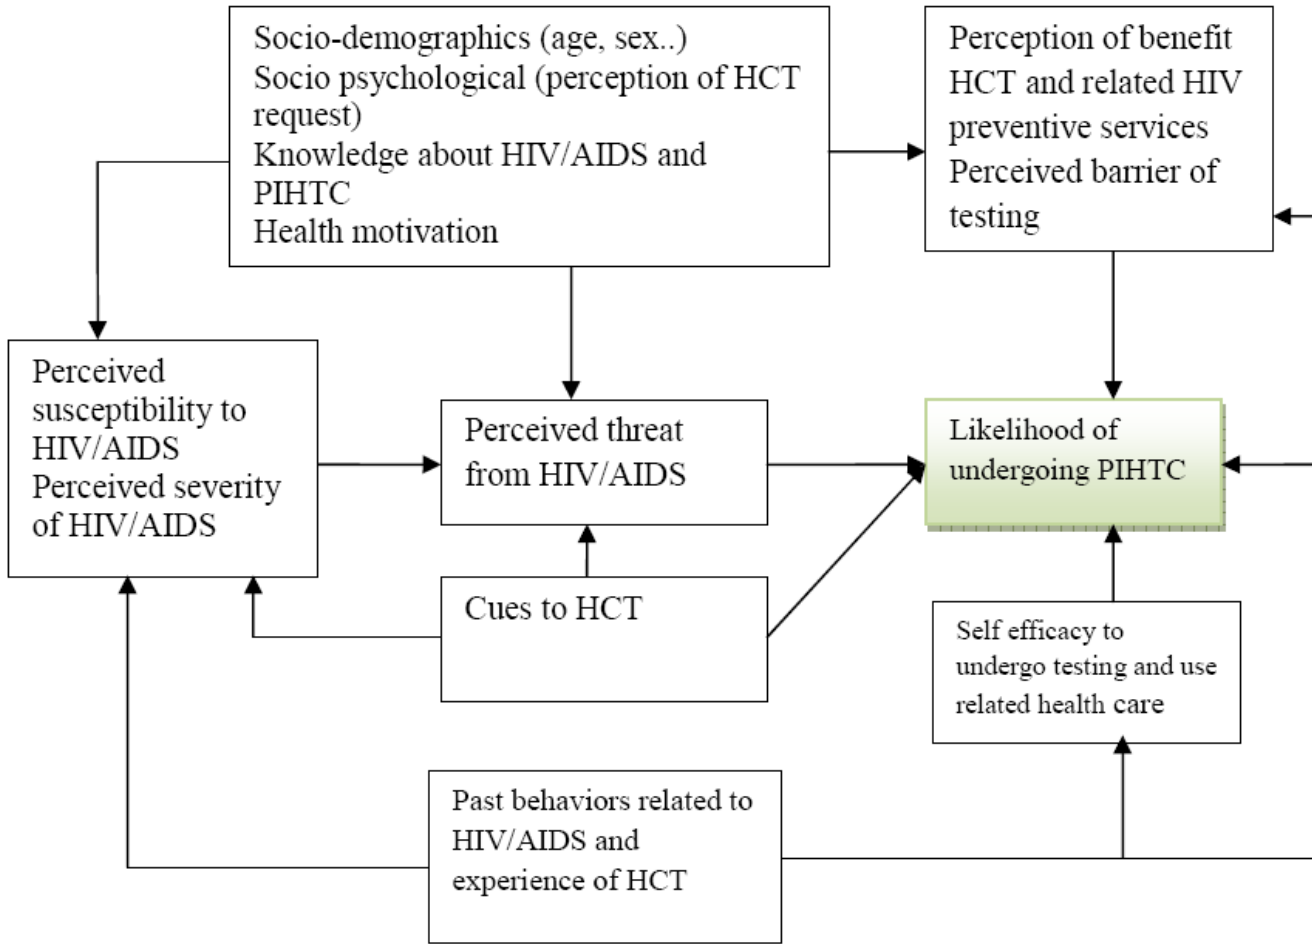 Socio-demographics (age, sex..)
Socio psychological (perception of HCT
request)
Knowledge about HIV/AIDS and
PIHTC
Health motivation
Perception of benefit
HCT and related HIV
preventive services
Perceived barrier of
testing
Perceived
susceptibility to
HIV/AIDS
Perceived severity
of HIV/AIDS
Perceived threat
from HIV/AIDS
Likelihood of
undergoing PIHTC
Cues to HCT
Self efficacy to
undergo testing and use
related health care
Past behaviors related to
HIV/AIDS and
experience of HCT